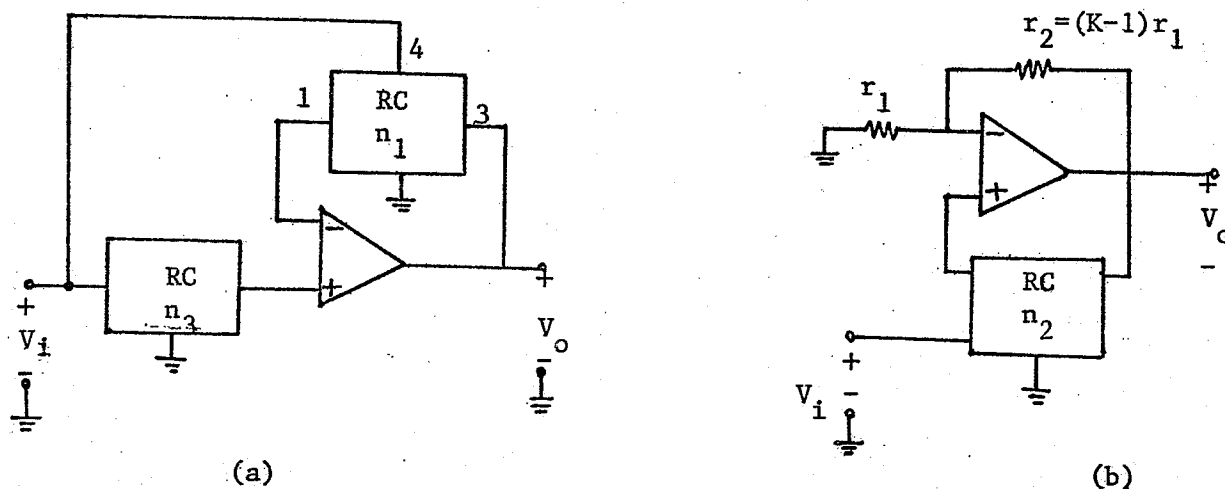 4
1
RC
n1
3
RC
n3
-
+
+
Vi
-
+
Vo
-
(a)
r2=(K-1)r1
r1
-
+
RC
n2
+
Vo
-
+
Vi
-
(b)